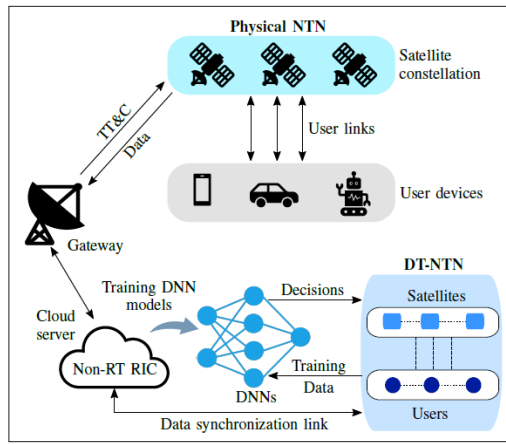 Physical NTN
Satellite
constellation
TT&C
Data
User links
User devices
Gateway
DT-NTN
Training DNN
models
Decisions
Satellites
Cloud
server
Non-RT RIC
DNNs
Training
Data
Users
Data synchronization link